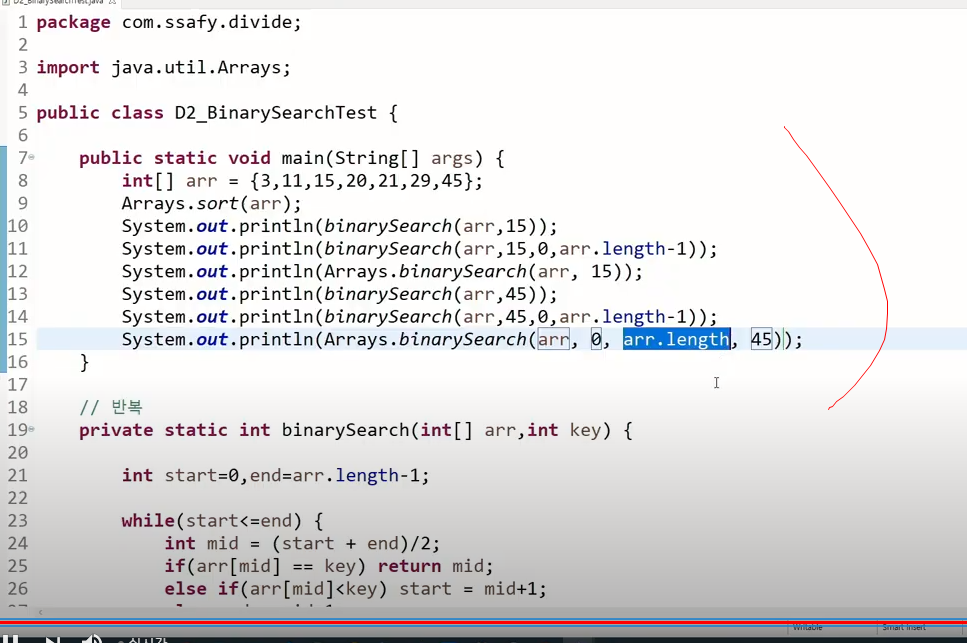 D2_BinarySearchTest.java
1 package com.ssafy.divide;
2
3 import java.util.Arrays;
4
5 public class D2_BinarySearchTest {
6
7 public static void main(String[] args) {
8 int[] arr = {3,11,15,20,21,29,45};
9 Arrays.sort(arr);
10 System.out.println(binarySearch(arr,15));
11 System.out.println(binarySearch(arr,15,0,arr.length-1));
12 System.out.println(Arrays.binarySearch(arr, 15));
13 System.out.println(binarySearch(arr,45));
14 System.out.println(binarySearch(arr,45,0,arr.length-1));
15 System.out.println(Arrays.binarySearch(arr, 0, arr.length, 45));
16 }
17
18 // 반복
19 private static int binarySearch(int[] arr,int key) {
20
21 int start=0,end=arr.length-1;
22
23 while(start<=end) {
24 int mid = (start + end)/2;
25 if(arr[mid] == key) return mid;
26 else if(arr[mid]<key) start = mid+1;
Writable Smart Insert
실시간